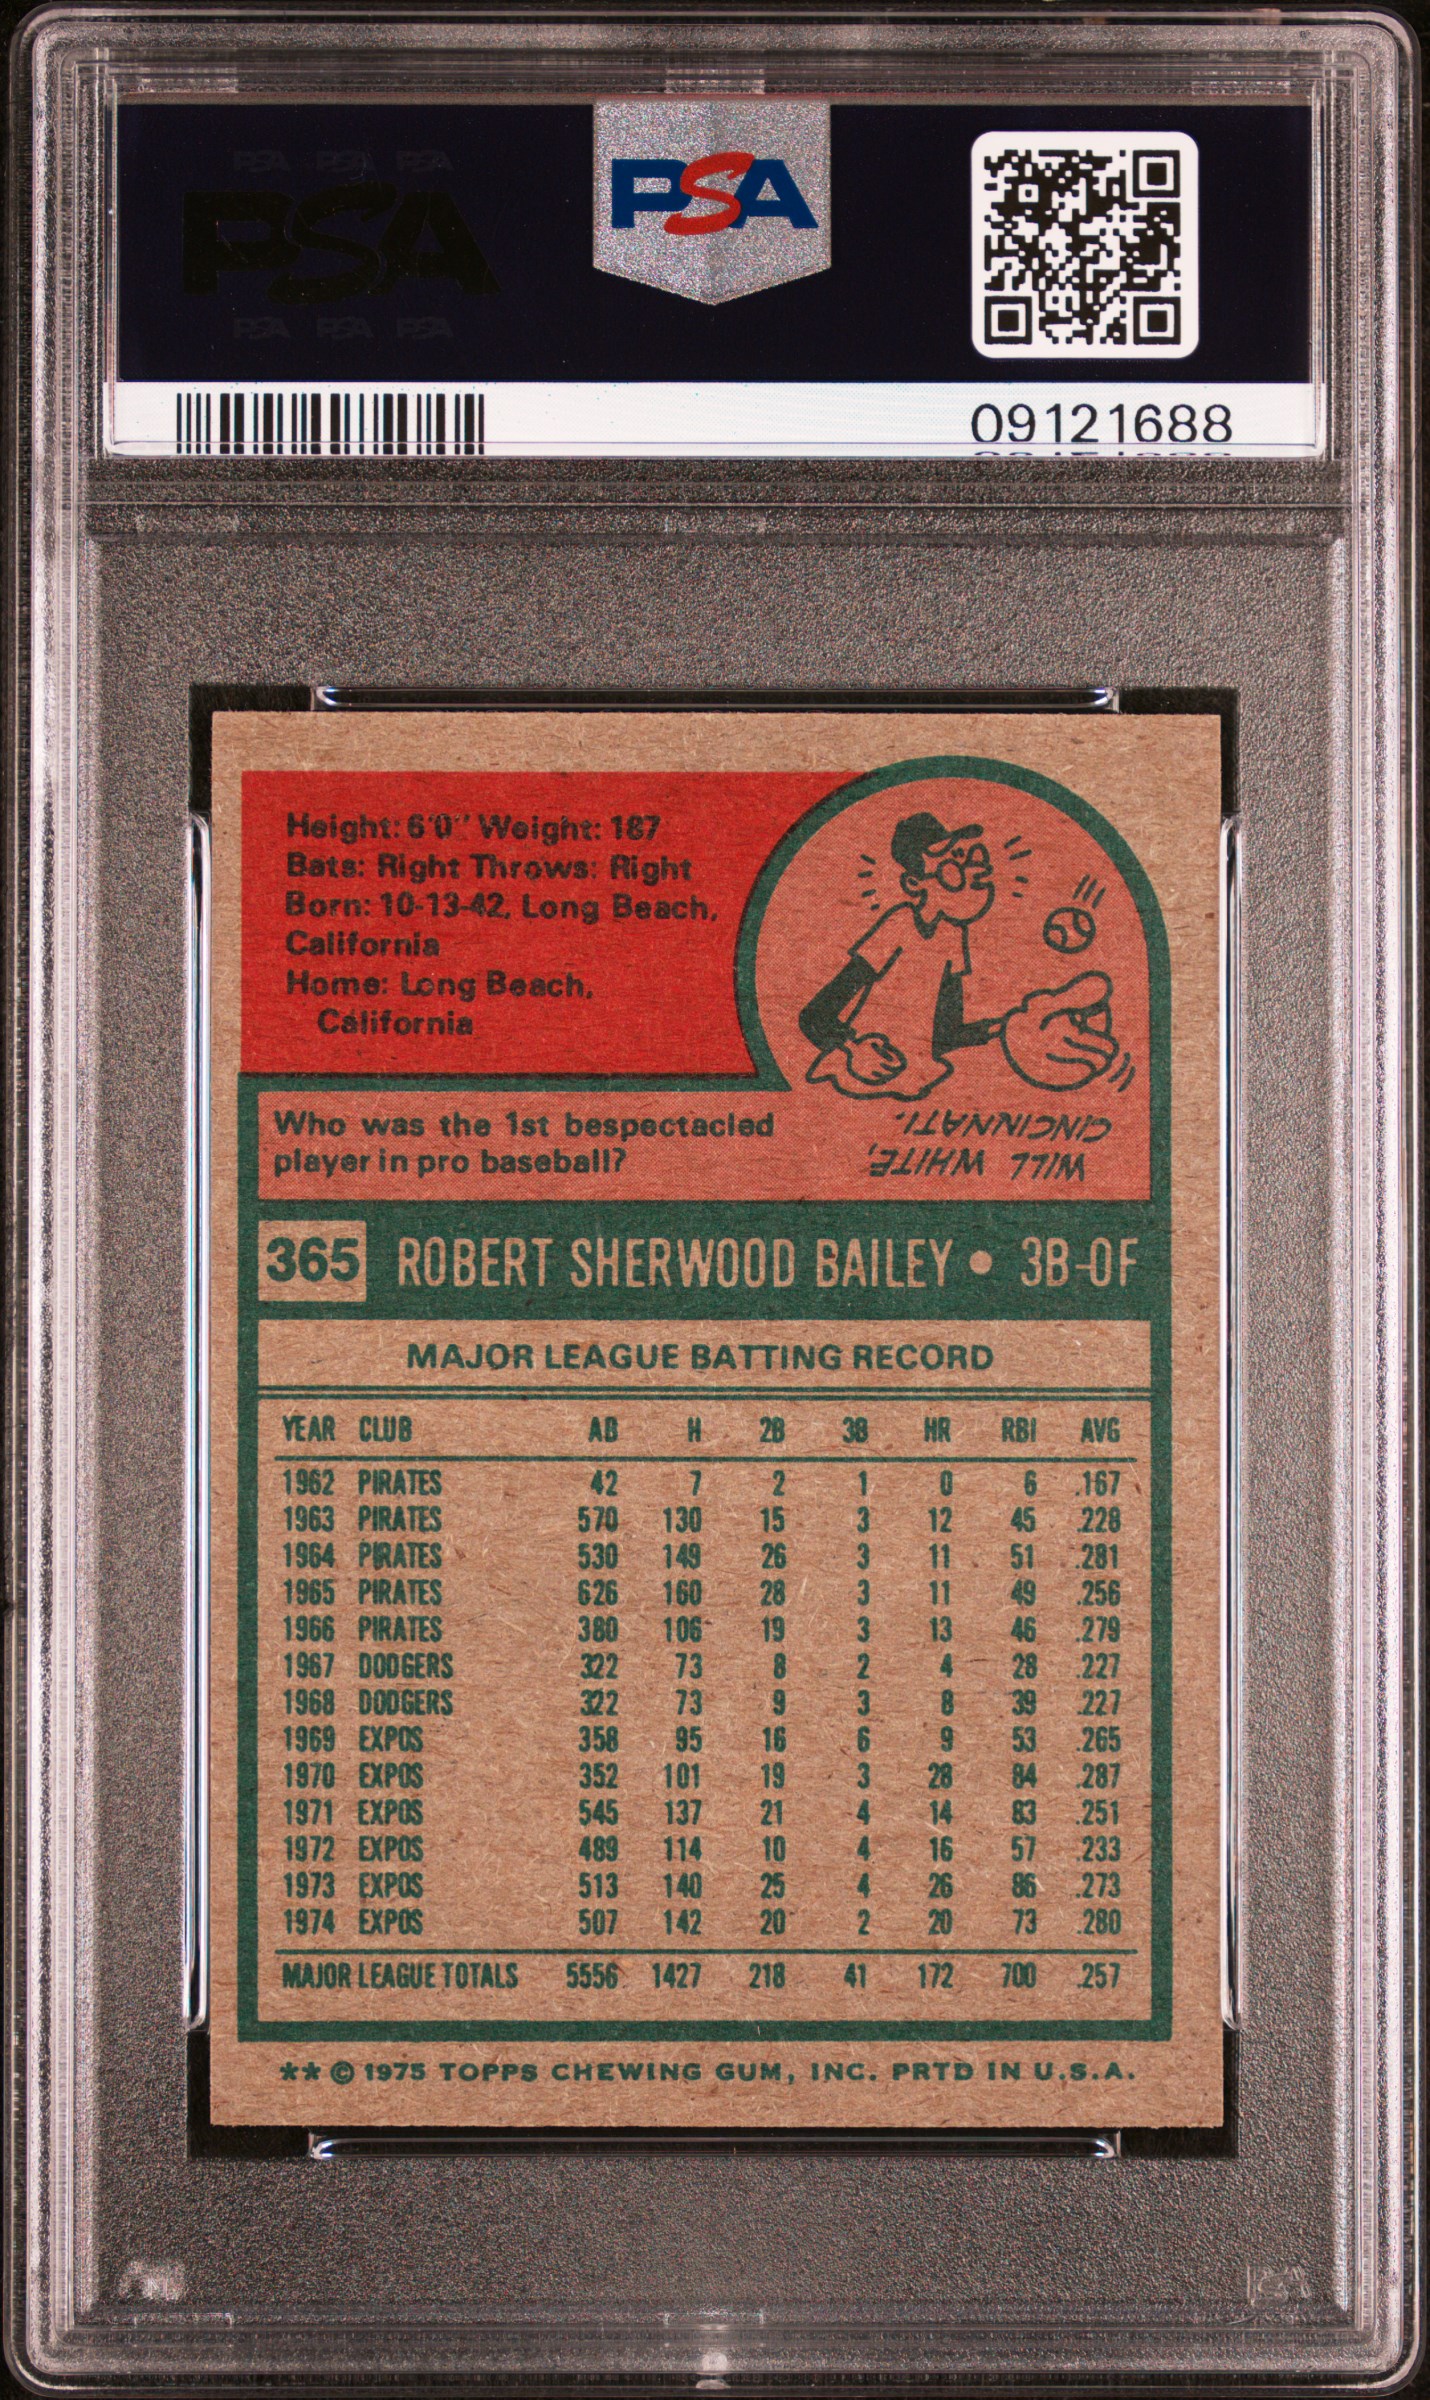 PSA PSA PSA
PSA
PSA PSA PSA
PSA
09121688
Height: 6'0" Weight: 187
Bats: Right Throws: Right
Born: 10-13-42, Long Beach,
California
Home: Long Beach,
California
Who was the 1st bespectacled
player in pro baseball?
WILL WHITE,
CINCINNATI.
365 ROBERT SHERWOOD BAILEY • 3B-OF
MAJOR LEAGUE BATTING RECORD
YEAR CLUB AB H 2B 3B HR RBI AVG
1962 PIRATES 42 7 2 1 0 6 .167
1963 PIRATES 570 130 15 3 12 45 .228
1964 PIRATES 530 149 26 3 11 51 .281
1965 PIRATES 626 160 28 3 11 49 .256
1966 PIRATES 380 106 19 3 13 46 .279
1967 DODGERS 322 73 8 2 4 28 .227
1968 DODGERS 322 73 9 3 8 39 .227
1969 EXPOS 358 95 16 6 9 53 .265
1970 EXPOS 352 101 19 3 28 84 .287
1971 EXPOS 545 137 21 4 14 83 .251
1972 EXPOS 489 114 10 4 16 57 .233
1973 EXPOS 513 140 25 4 26 86 .273
1974 EXPOS 507 142 20 2 20 73 .280
MAJOR LEAGUE TOTALS 5556 1427 218 41 172 700 .257
** © 1975 TOPPS CHEWING GUM, INC. PRTD IN U.S.A.